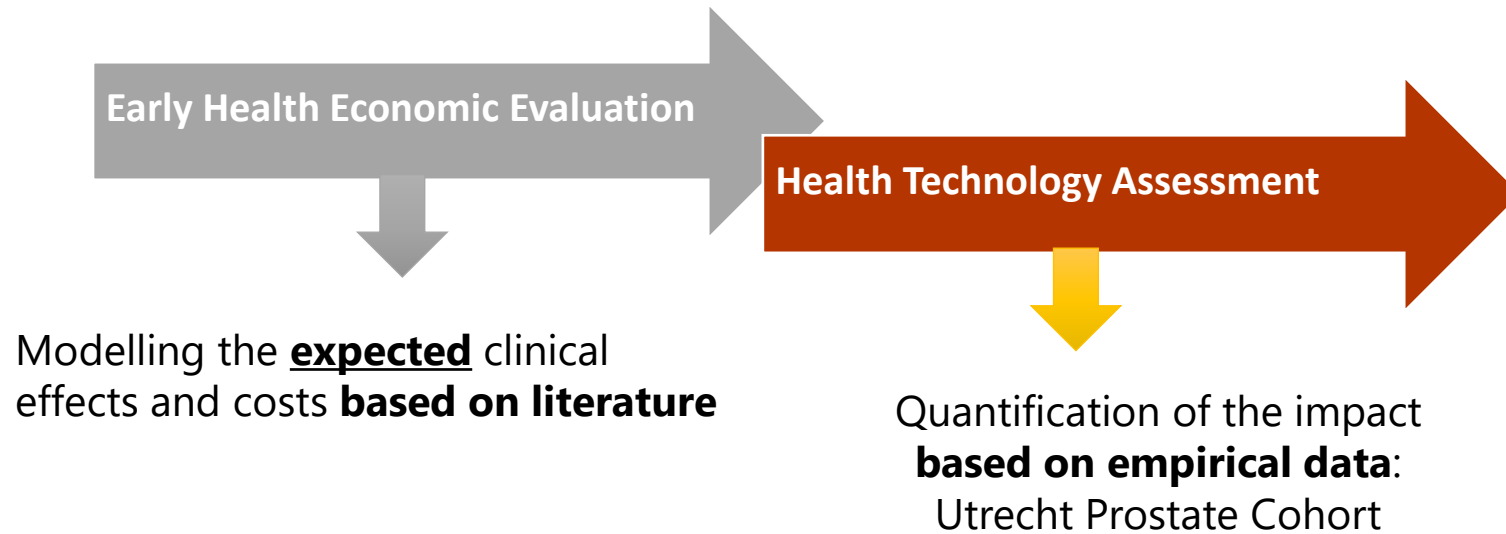 Early Health Economic Evaluation
Health Technology Assessment
Modelling the expected clinical
effects and costs based on literature
Quantification of the impact
based on empirical data:
Utrecht Prostate Cohort